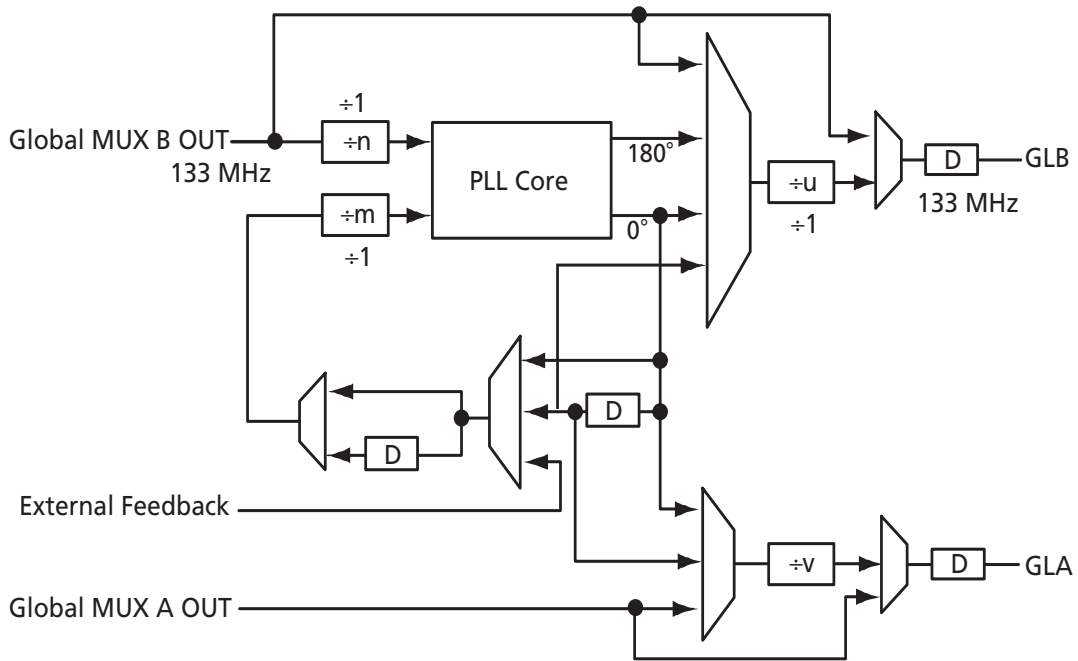 ÷1
Global MUX B OUT
÷n
133 MHz
PLL Core
180°
0°
÷m
÷1
÷u
÷1
D
GLB
133 MHz
D
D
External Feedback
Global MUX A OUT
÷v
D
GLA